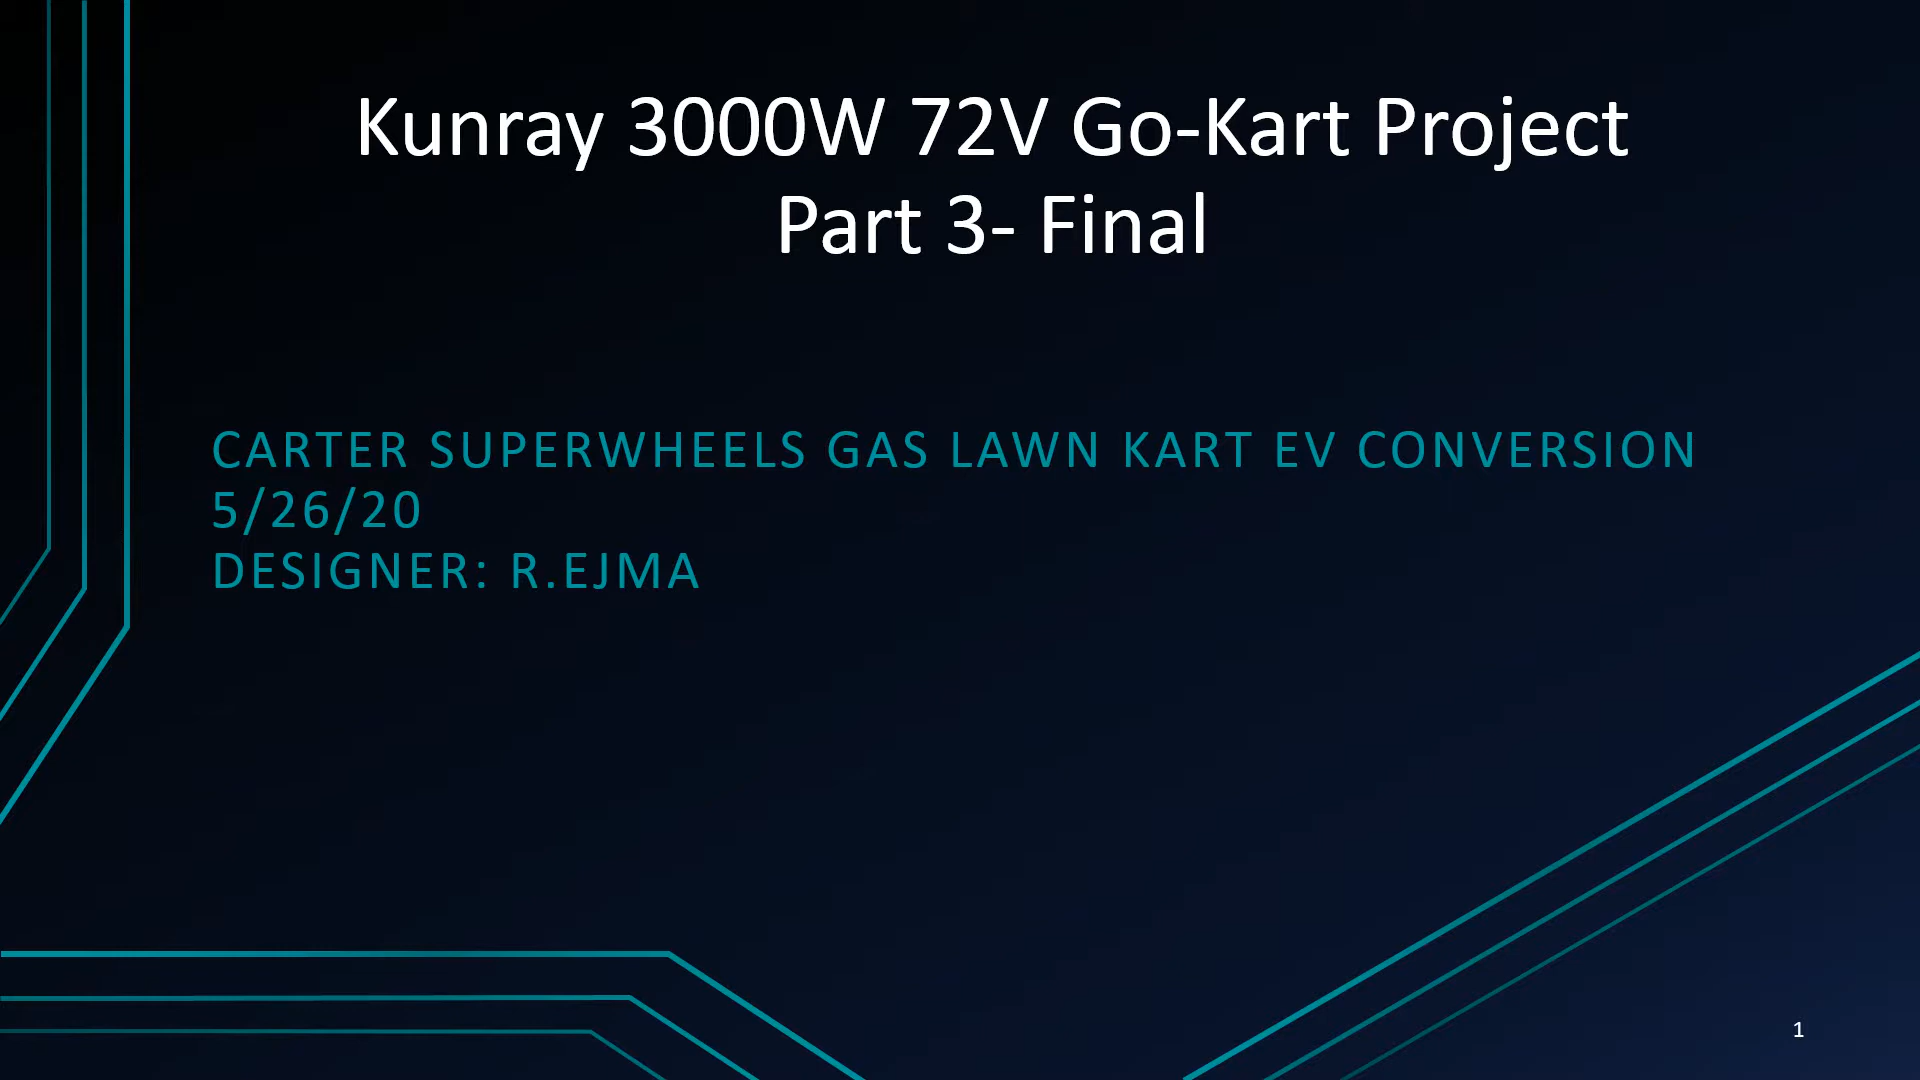 Kunray 3000W 72V Go-Kart Project
Part 3- Final
CARTER SUPERWHEELS GAS LAWN KART EV CONVERSION
5/26/20
DESIGNER: R.EJMA
1